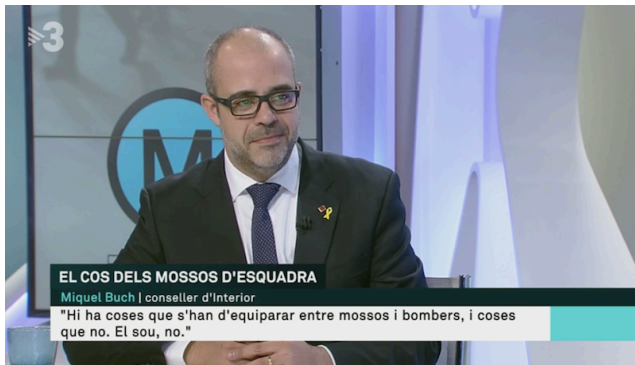 3
M
EL COS DELS MOSSOS D'ESQUADRA
Miquel Buch | conseller d'Interior
"Hi ha coses que s'han d'equiparar entre mossos i bombers, i coses
que no. El sou, no."